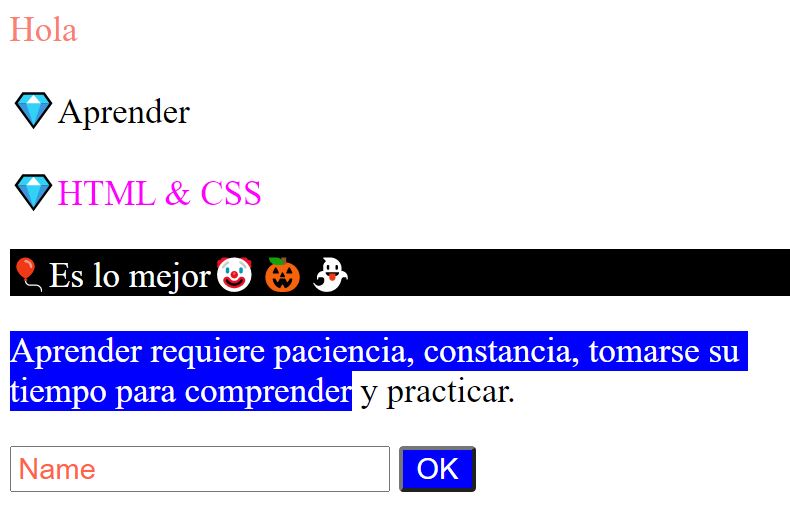 Hola
💎Aprender
💎HTML & CSS
🎈Es lo mejor🤡🎃👻
Aprender requiere paciencia, constancia, tomarse su
tiempo para comprender y practicar.
Name OK